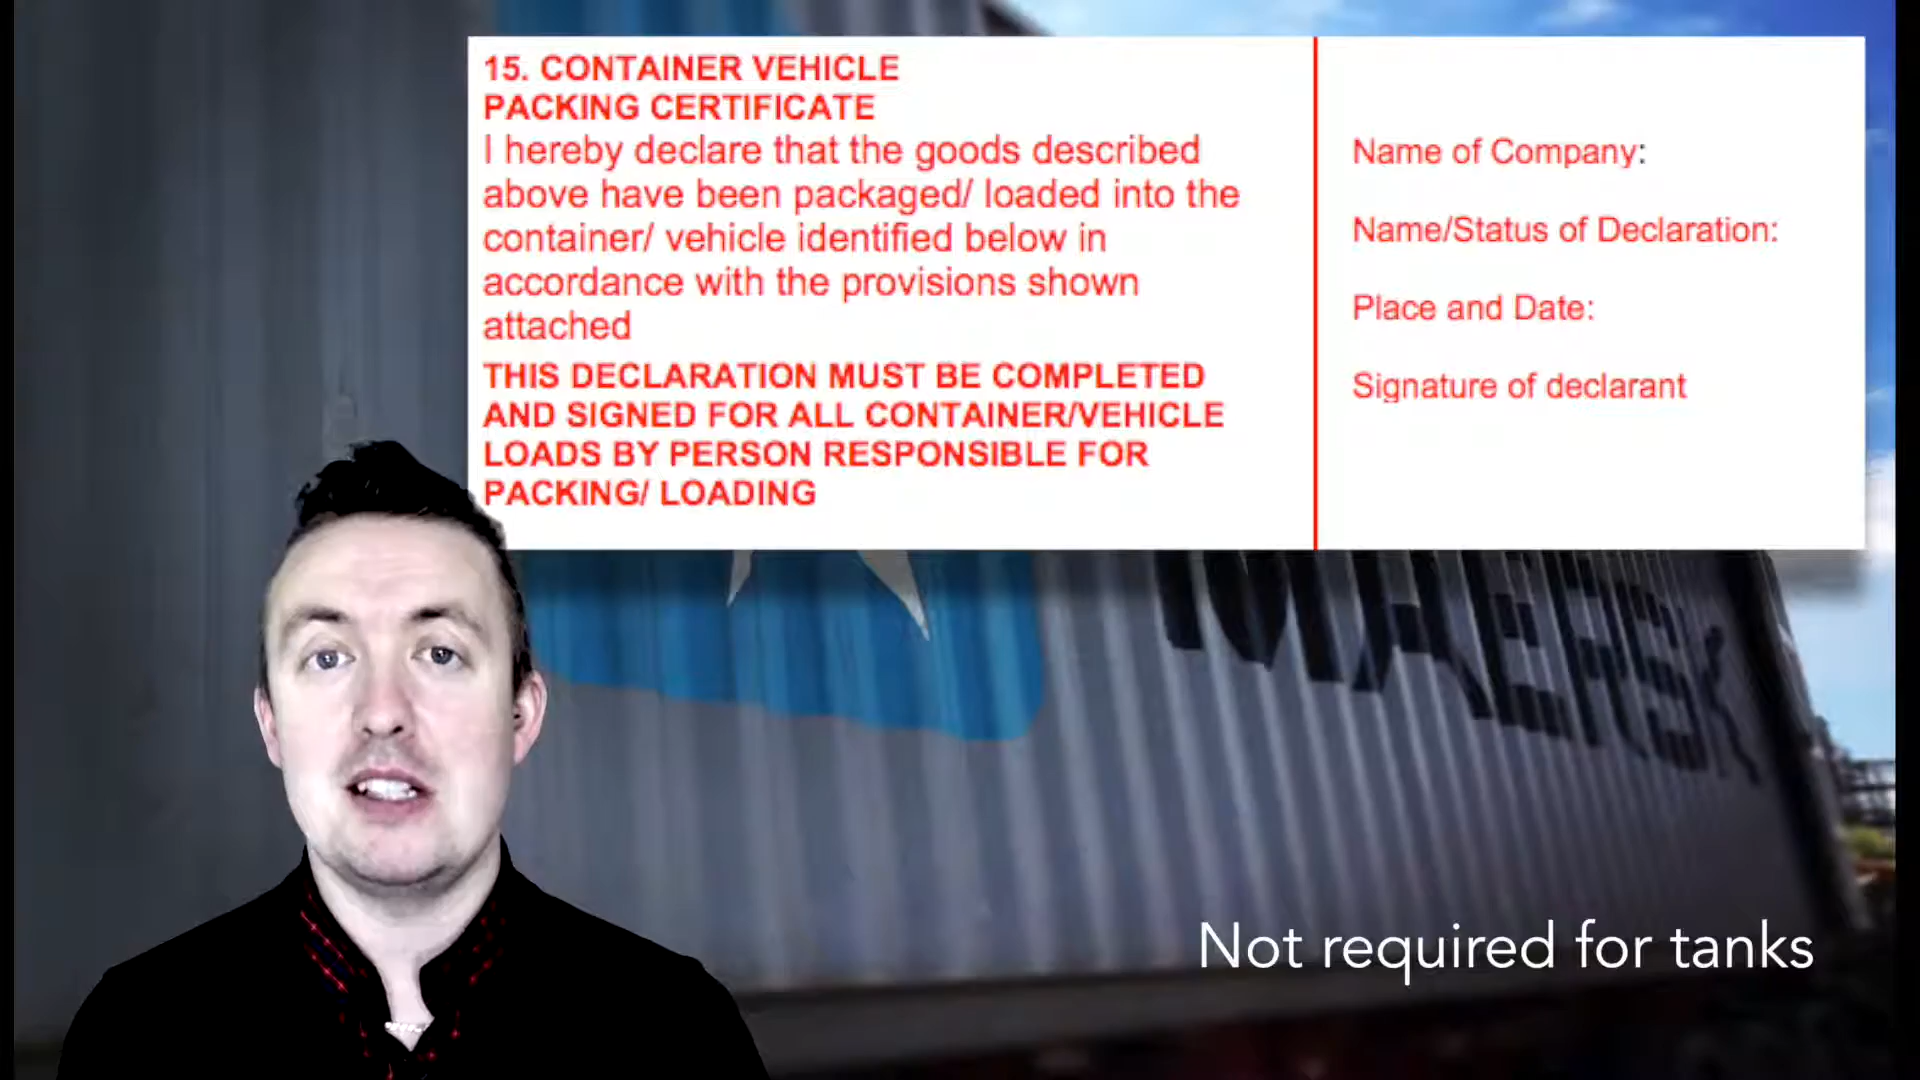 15. CONTAINER VEHICLE
PACKING CERTIFICATE
I hereby declare that the goods described
above have been packaged/ loaded into the
container/ vehicle identified below in
accordance with the provisions shown
attached
THIS DECLARATION MUST BE COMPLETED
AND SIGNED FOR ALL CONTAINER/VEHICLE
LOADS BY PERSON RESPONSIBLE FOR
PACKING/ LOADING
Name of Company:
Name/Status of Declaration:
Place and Date:
Signature of declarant
MAERSK
Not required for tanks